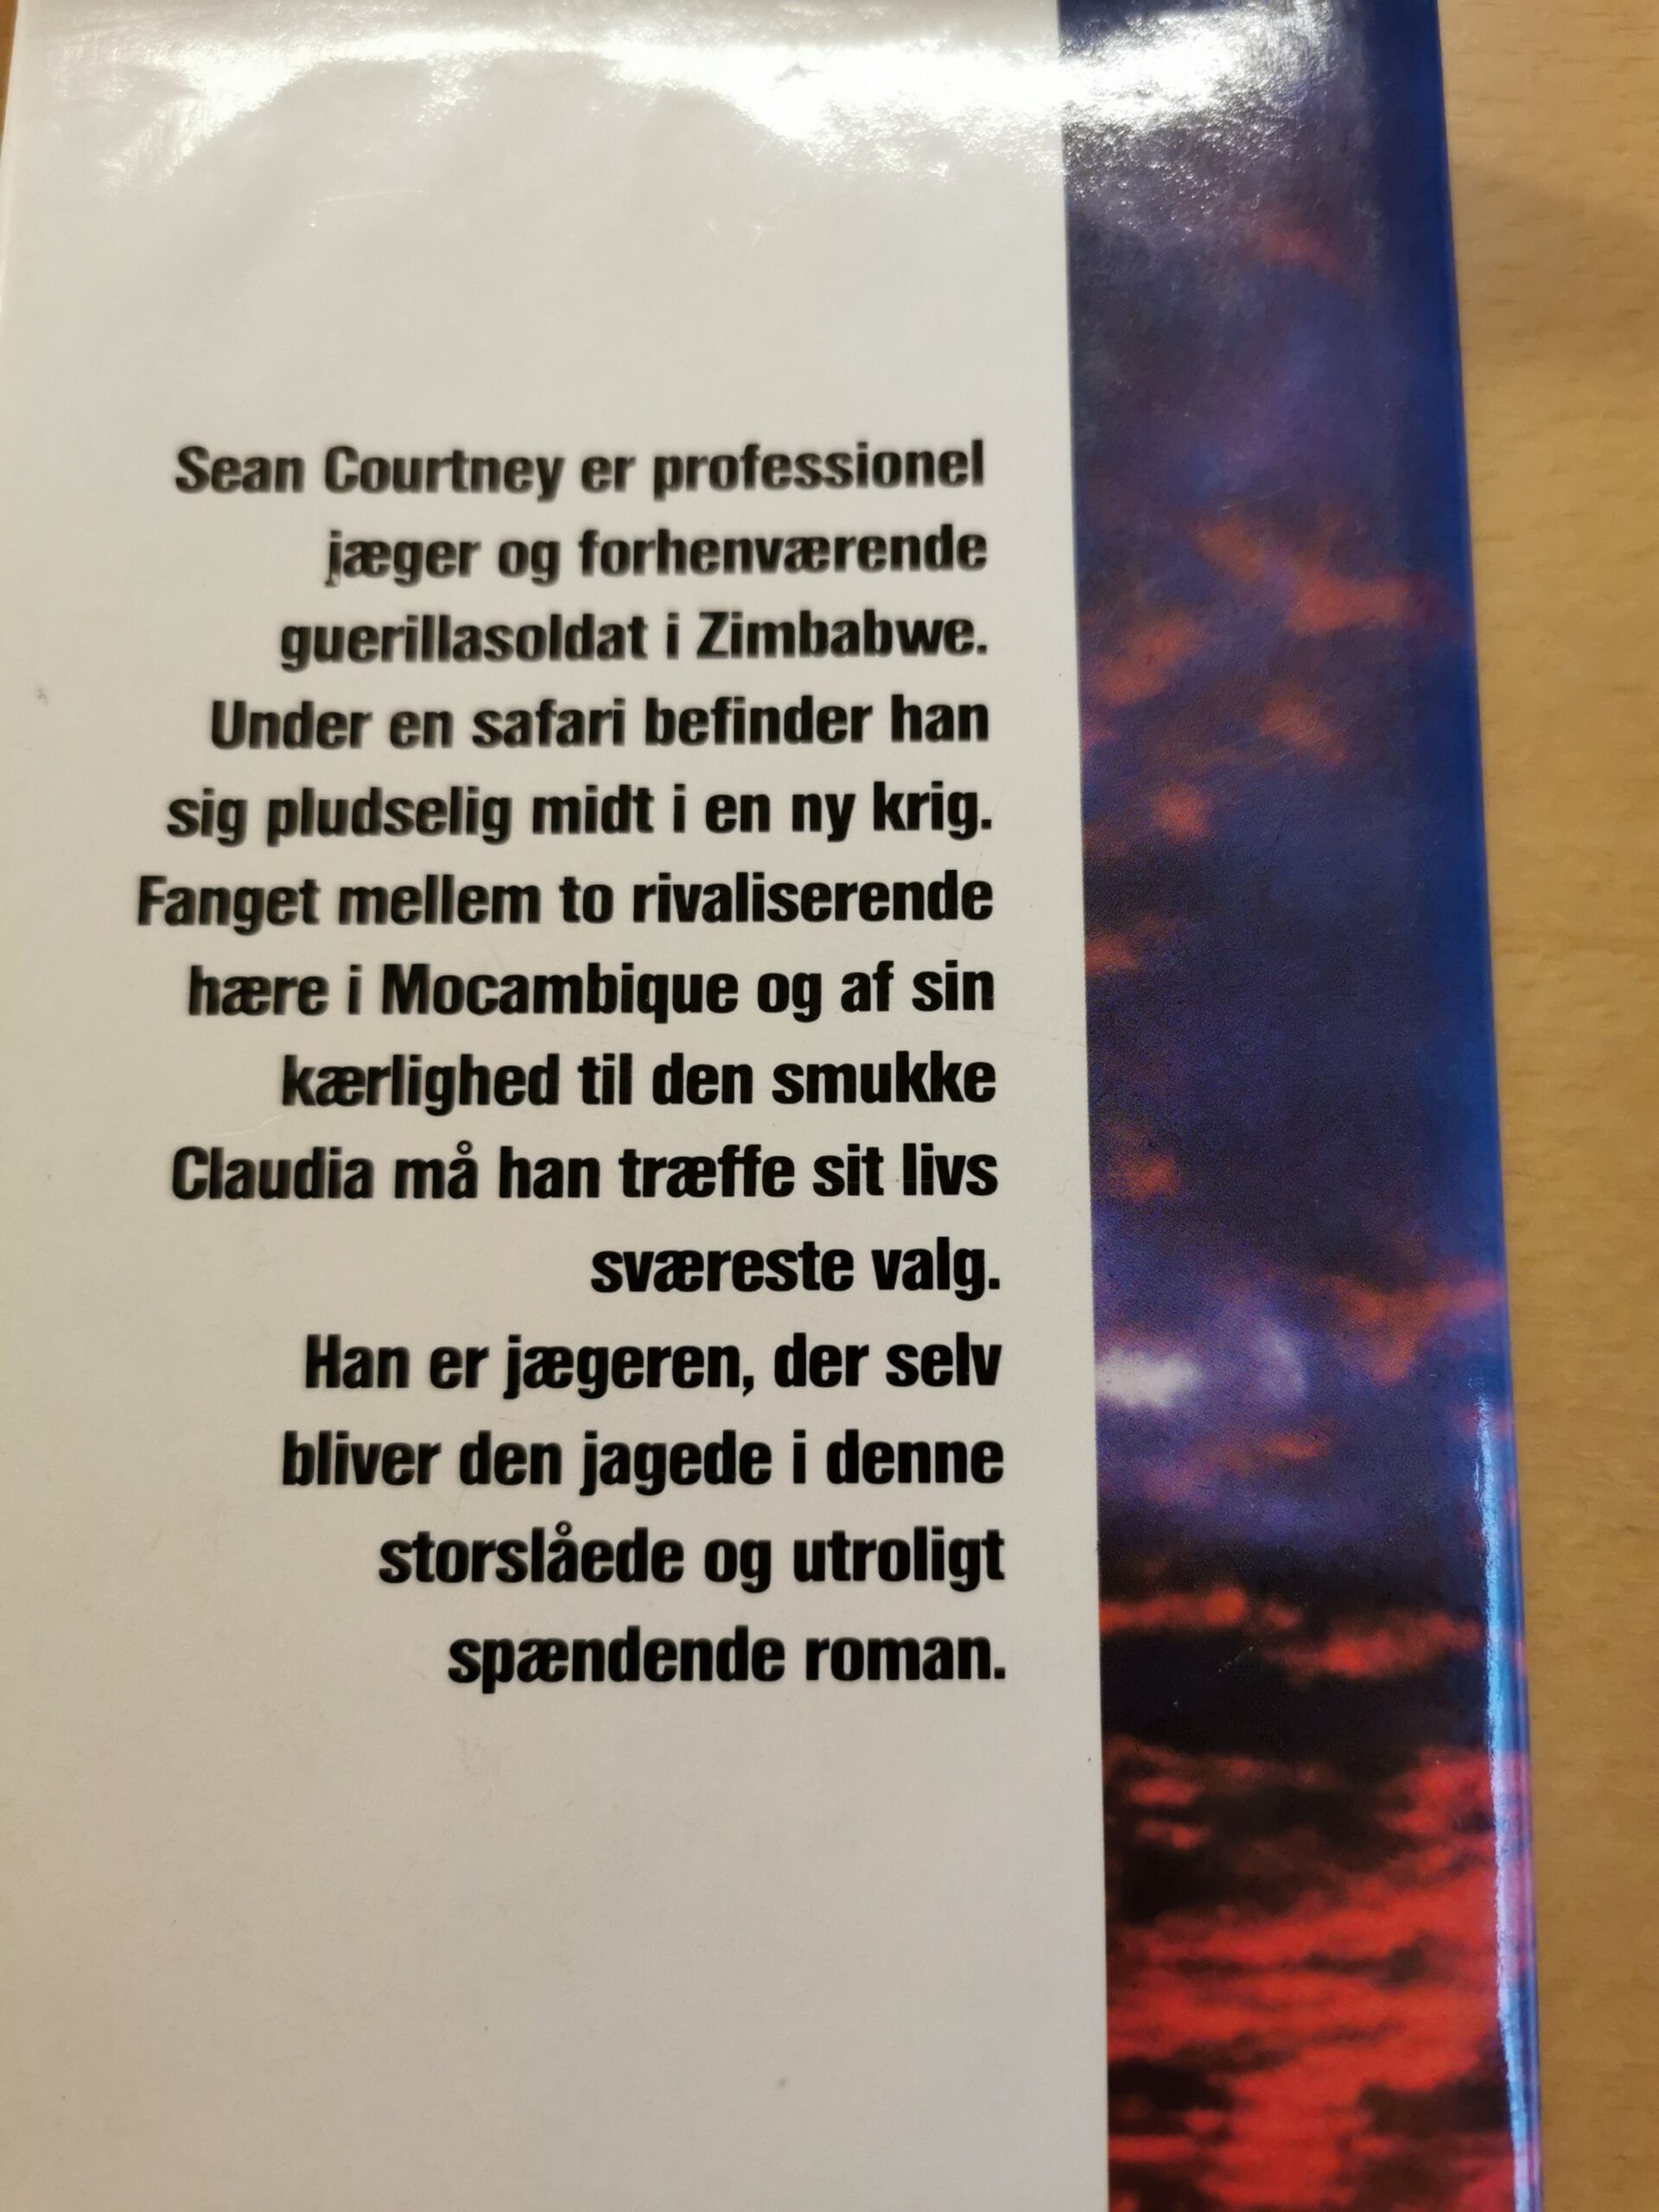 Sean Courtney er professionel
jæger og forhenværende
guerillasoldat i Zimbabwe.
Under en safari befinder han
sig pludselig midt i en ny krig.
Fanget mellem to rivaliserende
hære i Mocambique og af sin
kærlighed til den smukke
Claudia må han træffe sit livs
sværeste valg.
Han er jægeren, der selv
bliver den jagede i denne
storslåede og utroligt
spændende roman.